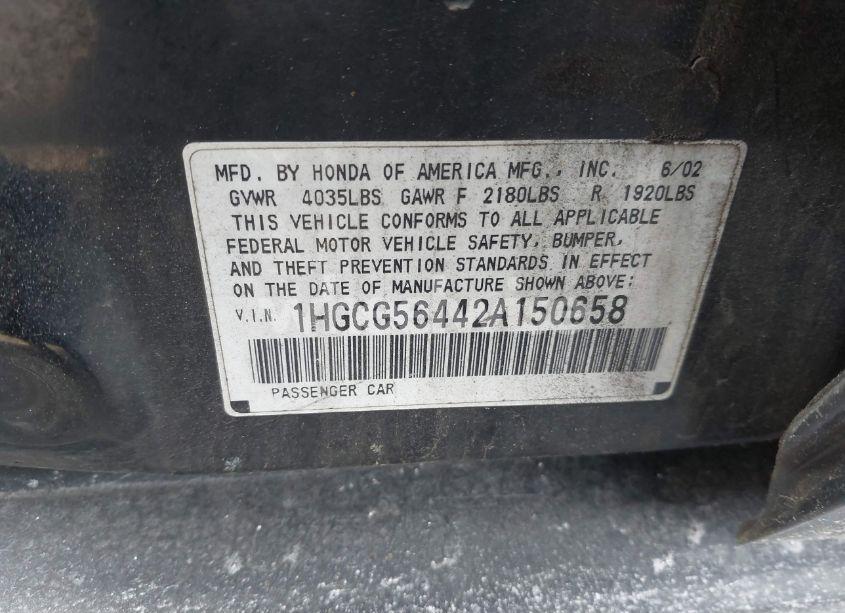 MFD. BY HONDA OF AMERICA MFG., INC. 6/02
GVWR 4035LBS GAWR F 2180LBS R 1920LBS
THIS VEHICLE CONFORMS TO ALL APPLICABLE
FEDERAL MOTOR VEHICLE SAFETY, BUMPER,
AND THEFT PREVENTION STANDARDS IN EFFECT
ON THE DATE OF MANUFACTURE SHOWN ABOVE:
V.I.N. 1HGCG56442A150658
PASSENGER CAR